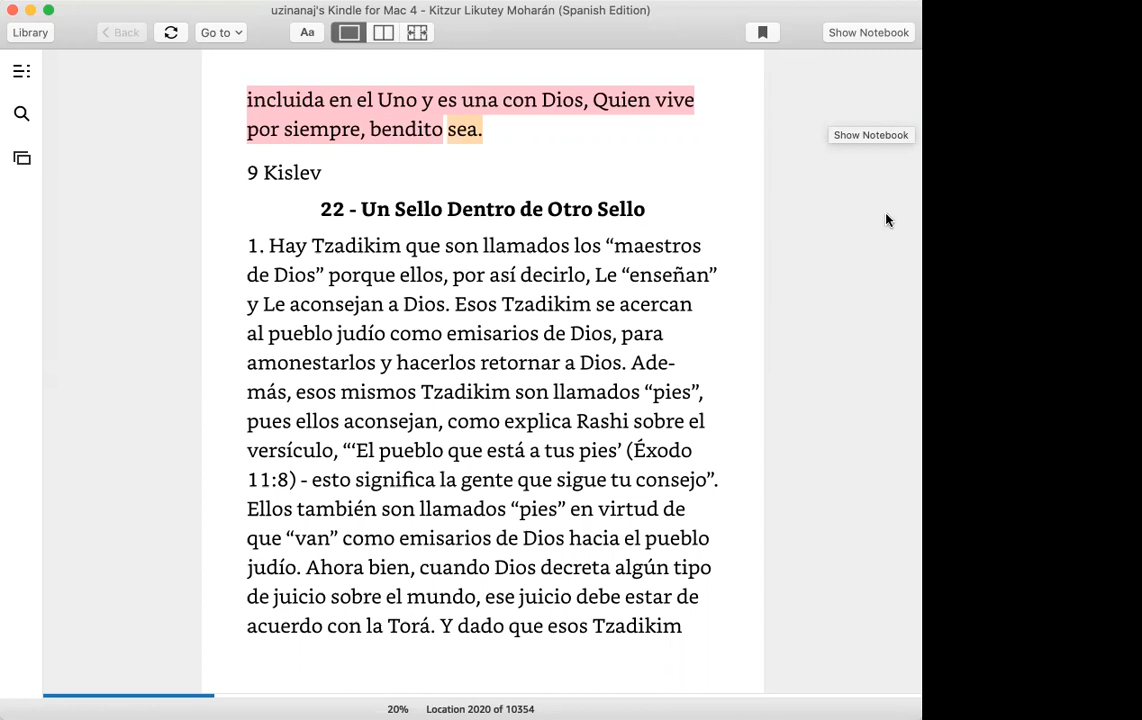 uzinanaj's Kindle for Mac 4 - Kitzur Likutey Moharán (Spanish Edition)
Library
Back
Go to
Aa
Show Notebook
Show Notebook
incluida en el Uno y es una con Dios, Quien vive
por siempre, bendito sea.
9 Kislev
22 - Un Sello Dentro de Otro Sello
1. Hay Tzadikim que son llamados los “maestros
de Dios” porque ellos, por así decirlo, Le “enseñan”
y Le aconsejan a Dios. Esos Tzadikim se acercan
al pueblo judío como emisarios de Dios, para
amonestarlos y hacerlos retornar a Dios. Ade-
más, esos mismos Tzadikim son llamados “pies”,
pues ellos aconsejan, como explica Rashi sobre el
versículo, “‘El pueblo que está a tus pies’ (Éxodo
11:8) - esto significa la gente que sigue tu consejo”.
Ellos también son llamados “pies” en virtud de
que “van” como emisarios de Dios hacia el pueblo
judío. Ahora bien, cuando Dios decreta algún tipo
de juicio sobre el mundo, ese juicio debe estar de
acuerdo con la Torá. Y dado que esos Tzadikim
20% Location 2020 of 10354